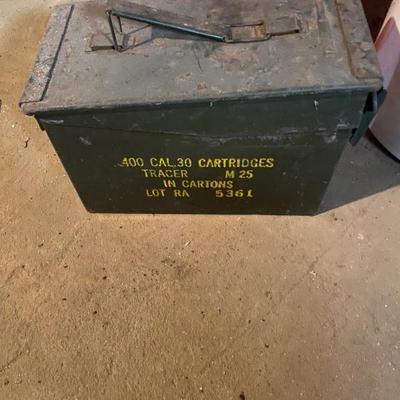 400 CAL.30 CARTRIDGES
TRACER M 25
IN CARTONS
LOT RA 5361